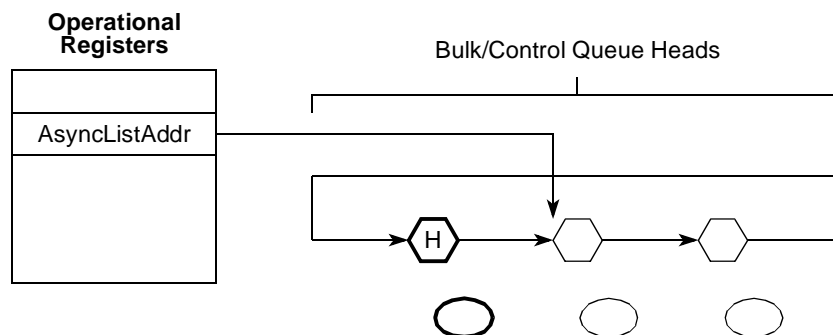 Operational
Registers
Bulk/Control Queue Heads
AsyncListAddr
H